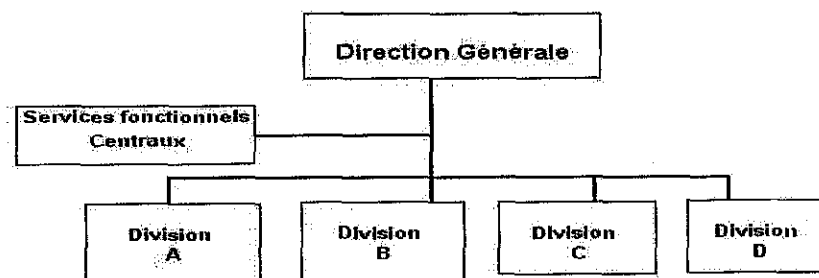 Direction Générale
Services fonctionnels
Centraux
Division
A
Division
B
Division
C
Division
D